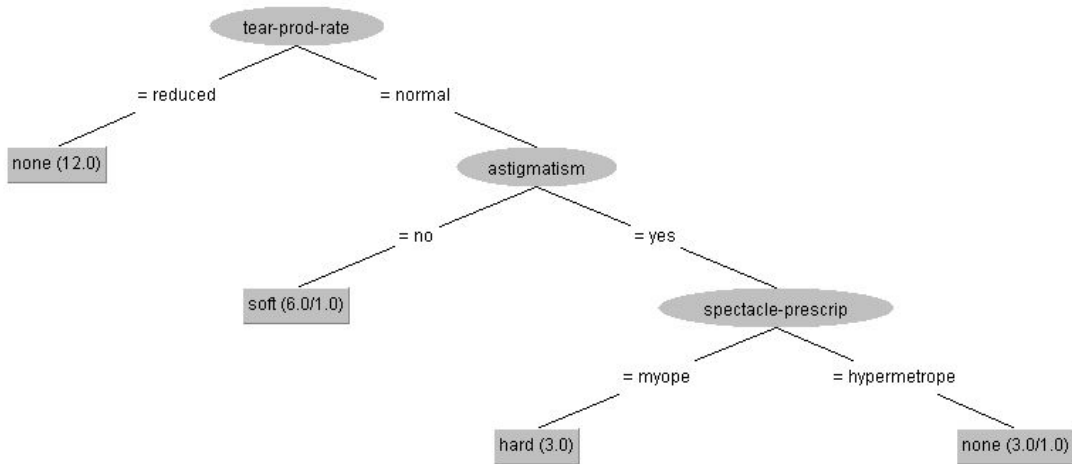 tear-prod-rate
= reduced
= normal
none (12.0)
astigmatism
= no
= yes
soft (6.0/1.0)
spectacle-prescrip
= myope
= hypermetrope
hard (3.0)
none (3.0/1.0)